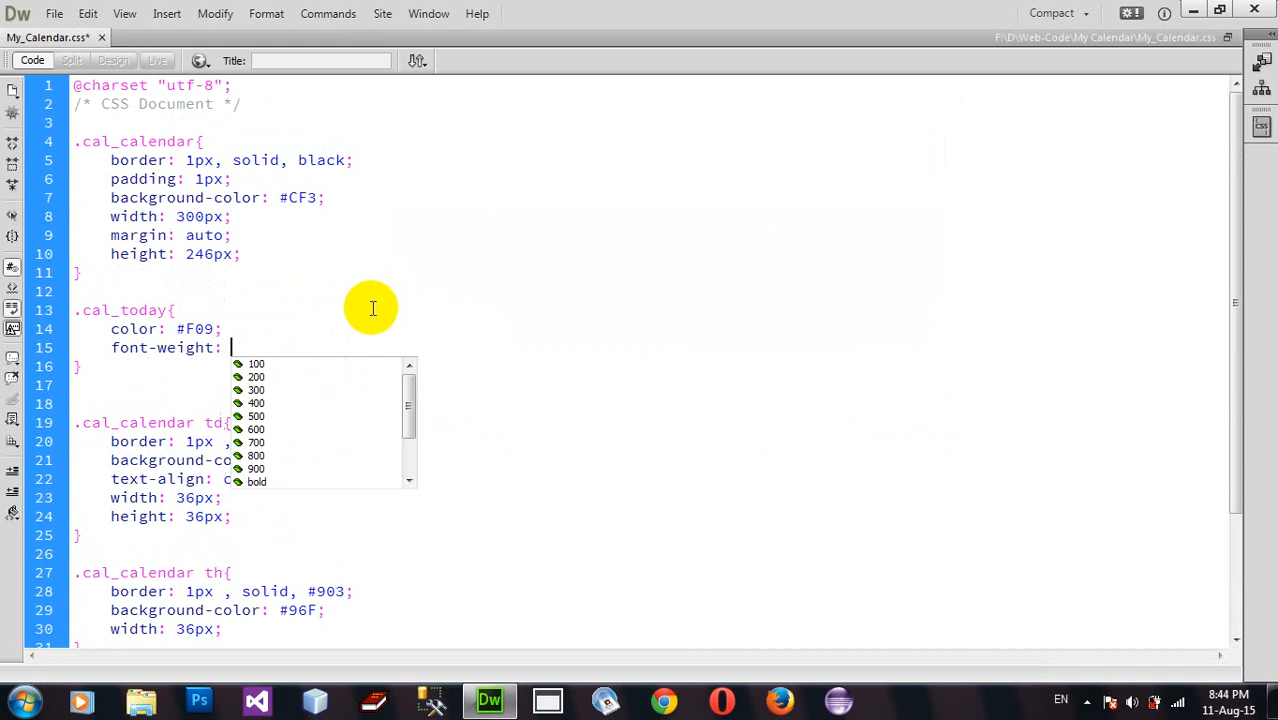 Dw File Edit View Insert Modify Format Commands Site Window Help Compact
My_Calendar.css* × F:\D\Web-Code\My Calendar\My_Calendar.css
Code Split Design Live Title:
1 @charset "utf-8";
2 /* CSS Document */
3
4 .cal_calendar{
5 border: 1px, solid, black;
6 padding: 1px;
7 background-color: #CF3;
8 width: 300px;
9 margin: auto;
10 height: 246px;
11 }
12
13 .cal_today{
14 color: #F09;
15 font-weight:
16 }
17
18
19 .cal_calendar td{
20 border: 1px ,
21 background-co
22 text-align: c
23 width: 36px;
24 height: 36px;
25 }
26
27 .cal_calendar th{
28 border: 1px , solid, #903;
29 background-color: #96F;
30 width: 36px;
31 }
100
200
300
400
500
600
700
800
900
bold
CSS
Ps Dw EN 8:44 PM
11-Aug-15